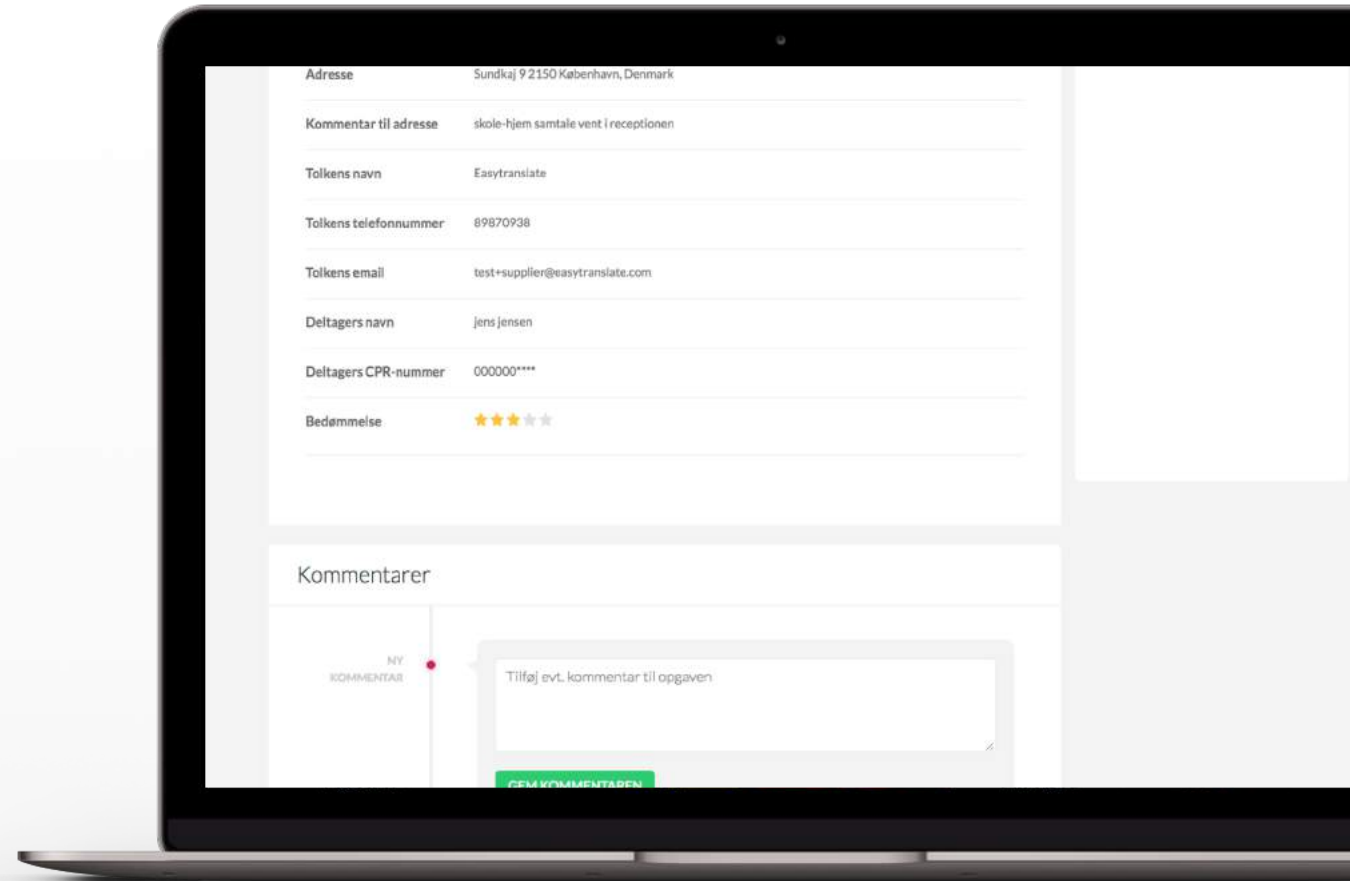 Adresse Sundkaj 9 2150 København, Denmark
Kommentar til adresse skole-hjem samtale vent i receptionen
Tolkens navn Easytranslate
Tolkens telefonnummer 89870938
Tolkens email test+supplier@easytranslate.com
Deltagers navn jens jensen
Deltagers CPR-nummer 000000****
Bedømmelse
Kommentarer
NY
KOMMENTAR
Tilføj evt. kommentar til opgaven
GEM KOMMENTAREN